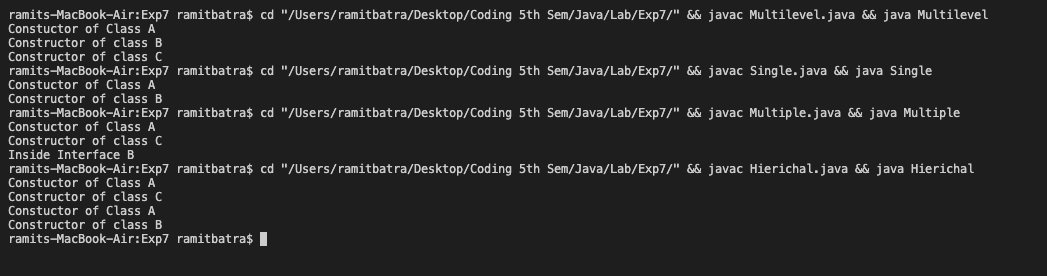 ramits-MacBook-Air:Exp7 ramitbatra$ cd "/Users/ramitbatra/Desktop/Coding 5th Sem/Java/Lab/Exp7/" && javac Multilevel.java && java Multilevel
Constuctor of Class A
Constructor of class B
Constructor of class C
ramits-MacBook-Air:Exp7 ramitbatra$ cd "/Users/ramitbatra/Desktop/Coding 5th Sem/Java/Lab/Exp7/" && javac Single.java && java Single
Constuctor of Class A
Constructor of class B
ramits-MacBook-Air:Exp7 ramitbatra$ cd "/Users/ramitbatra/Desktop/Coding 5th Sem/Java/Lab/Exp7/" && javac Multiple.java && java Multiple
Constuctor of Class A
Constructor of class C
Inside Interface B
ramits-MacBook-Air:Exp7 ramitbatra$ cd "/Users/ramitbatra/Desktop/Coding 5th Sem/Java/Lab/Exp7/" && javac Hierichal.java && java Hierichal
Constuctor of Class A
Constructor of class C
Constuctor of Class A
Constructor of class B
ramits-MacBook-Air:Exp7 ramitbatra$